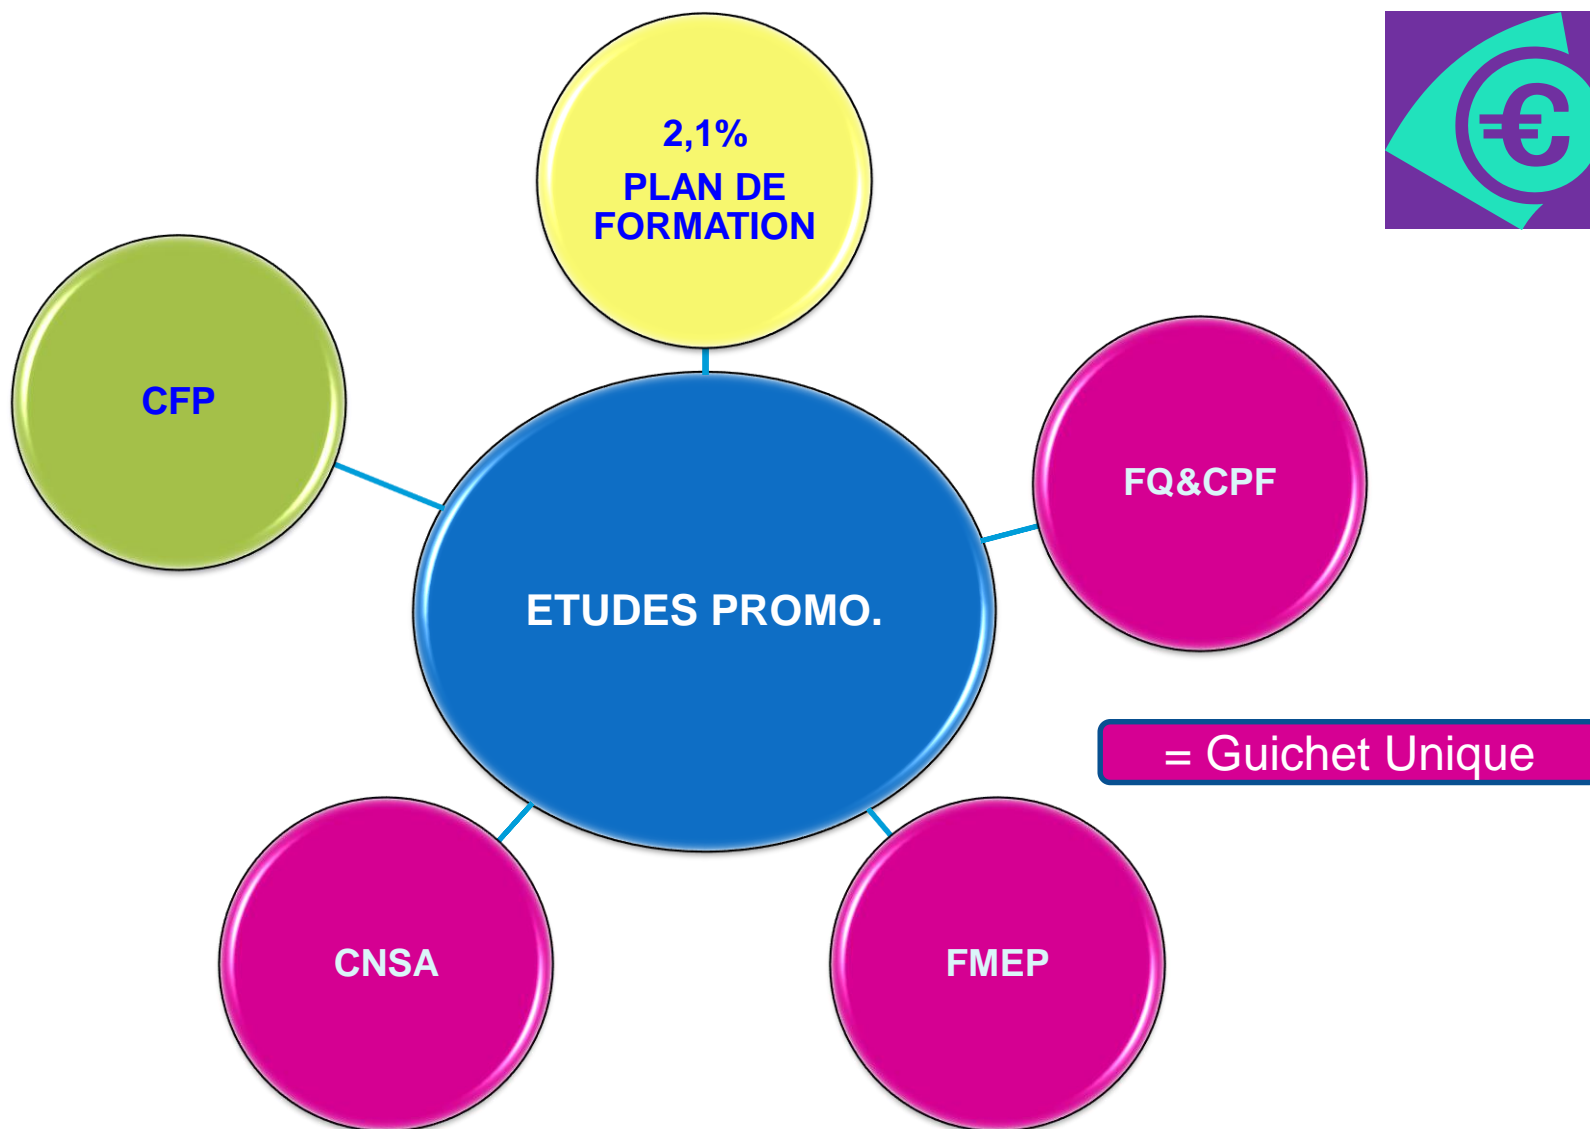 2,1%
PLAN DE
FORMATION
CFP
FQ&CPF
ETUDES PROMO.
= Guichet Unique
CNSA
FMEP
€